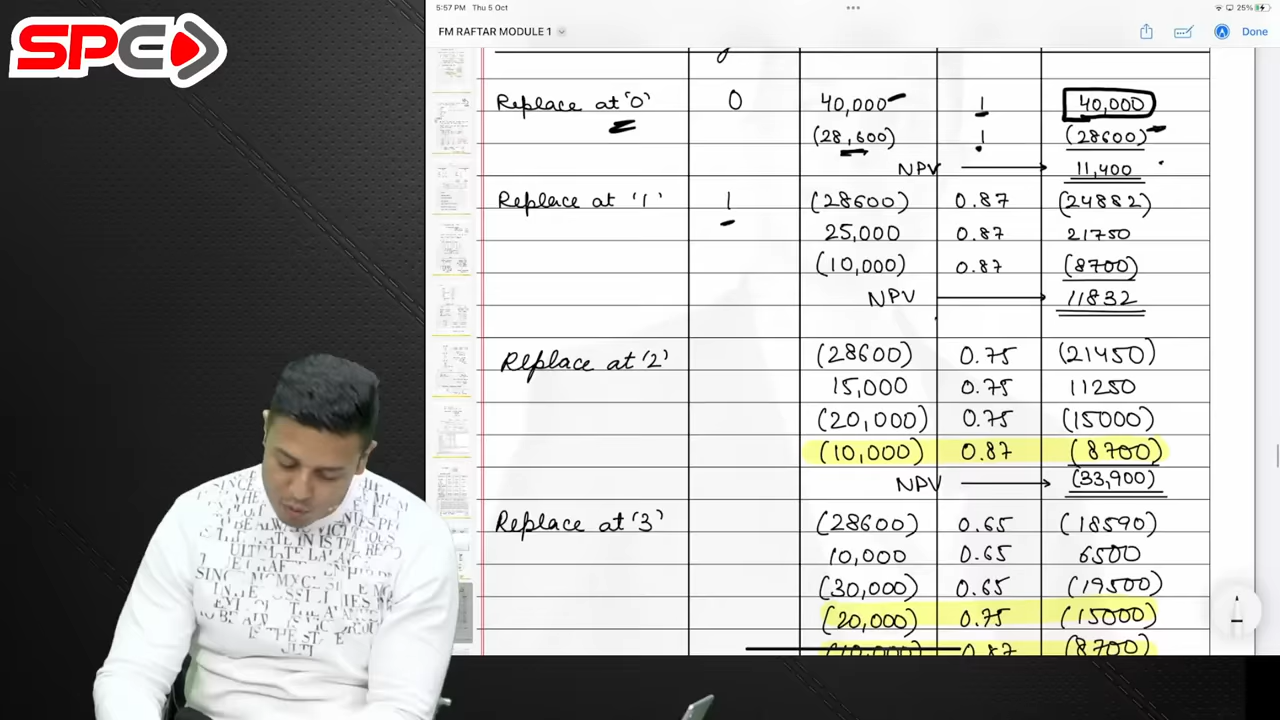 5:57 PM Thu 5 Oct
25%
SPE
FM RAFTAR MODULE 1
Done
Replace at '0' 0 40,000 40,000
(28,600) (28600)
NPV 11,400
Replace at '1' (28600) 0.87 (24882)
25,000 0.87 21750
(10,000) 0.87 (8700)
NPV 11832
Replace at '2' (28600) 0.75 (21450)
15,000 0.75 11250
(20,000) 0.75 (15000)
(10,000) 0.87 (8700)
NPV (33,900)
Replace at '3' (28600) 0.65 (18590)
10,000 0.65 6500
(30,000) 0.65 (19500)
(20,000) 0.75 (15000)
(10,000) 0.87 (8700)